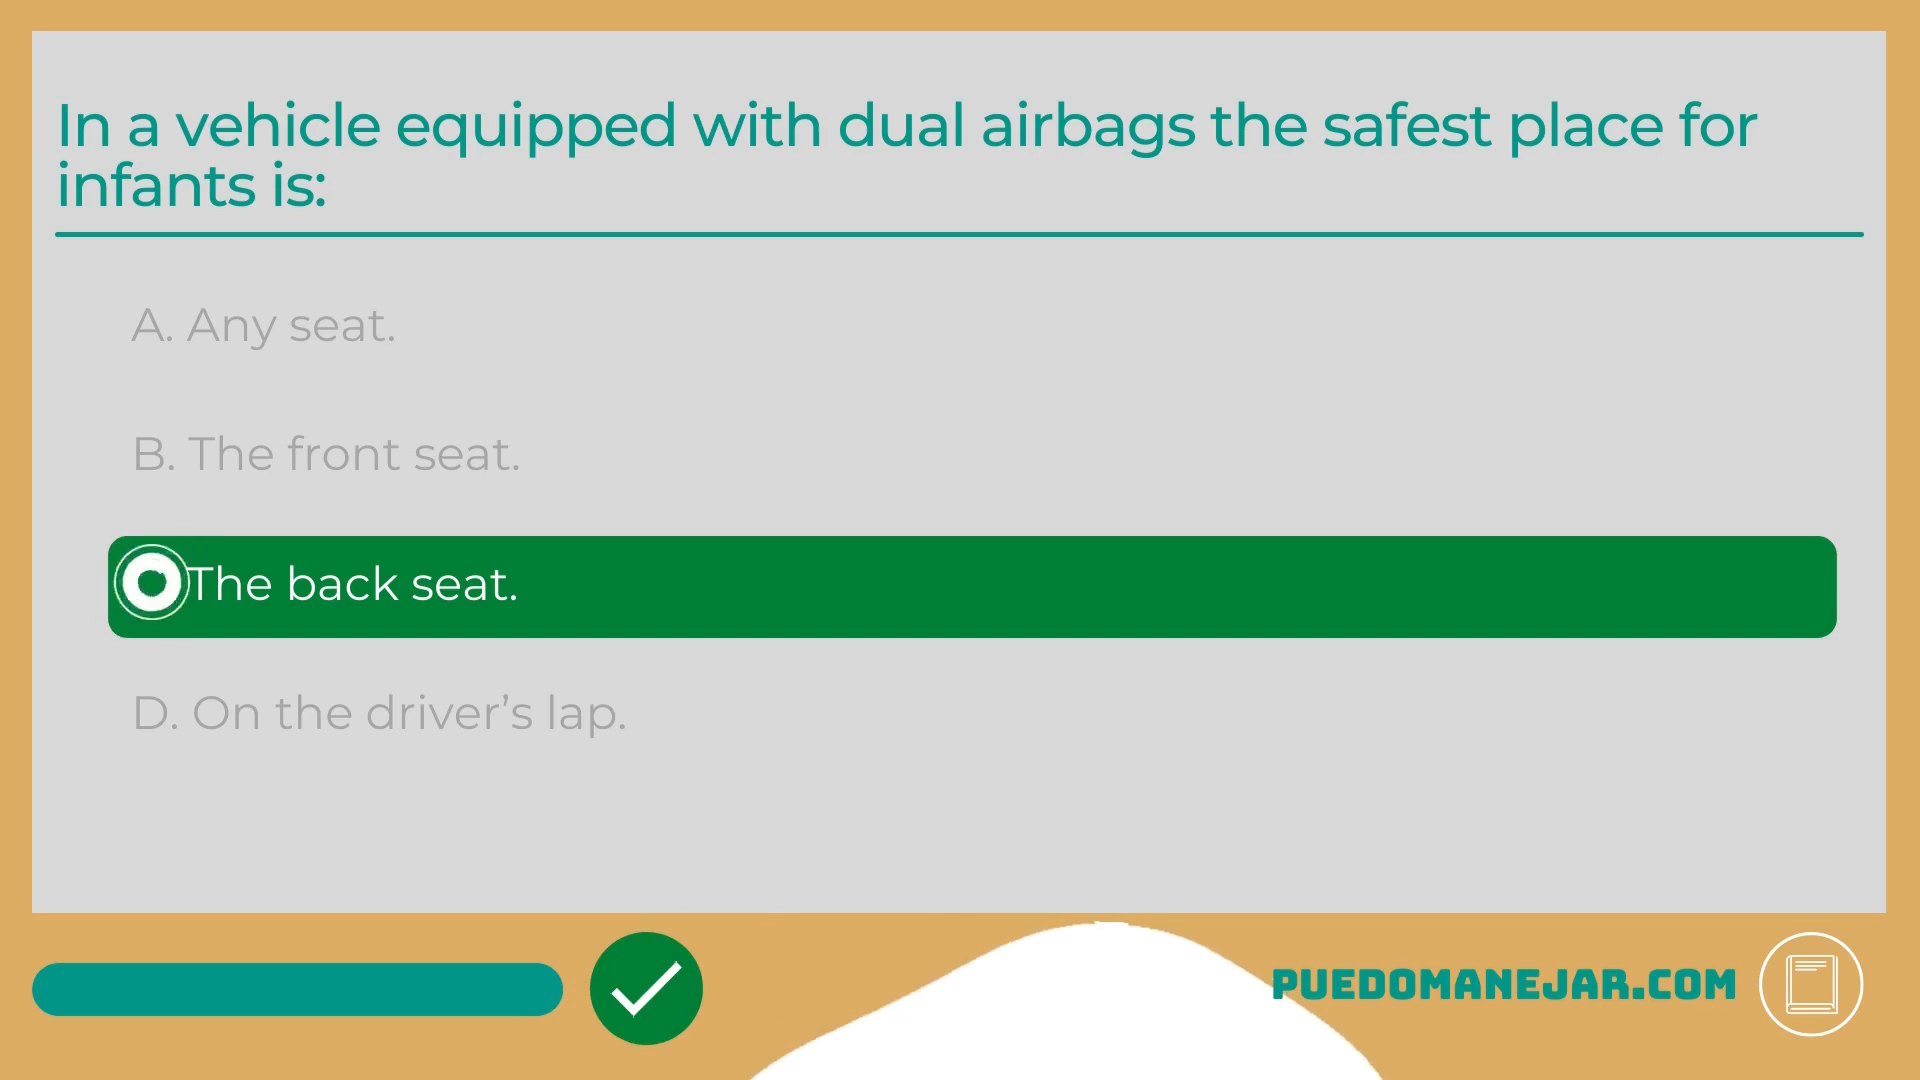 In a vehicle equipped with dual airbags the safest place for
infants is:
A. Any seat.
B. The front seat.
The back seat.
D. On the driver’s lap.
PUEDOMANEJAR.COM